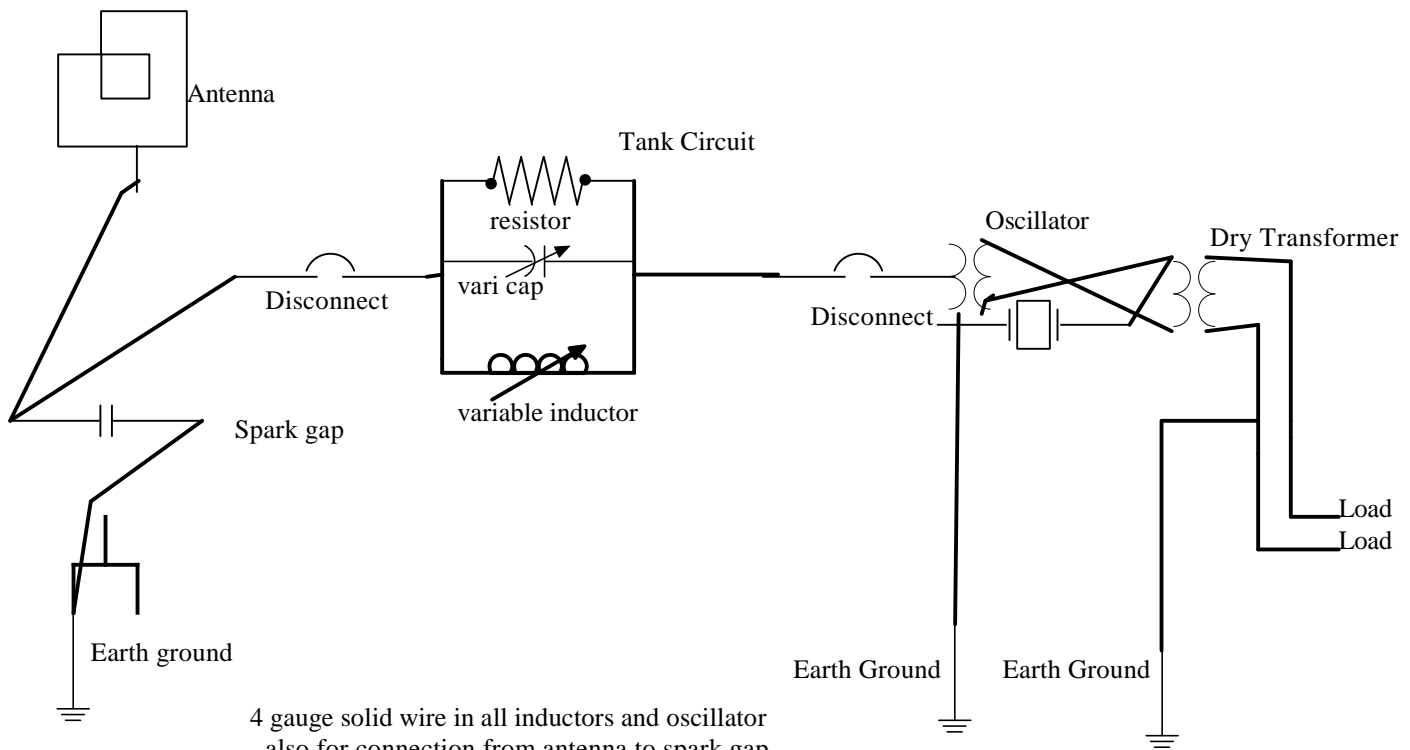 Antenna
Tank Circuit
resistor
Oscillator
Dry Transformer
vari cap
Disconnect
Disconnect
variable inductor
Spark gap
Load
Load
Earth ground
Earth Ground
Earth Ground
4 gauge solid wire in all inductors and oscillator
also for connection from antenna to spark gap